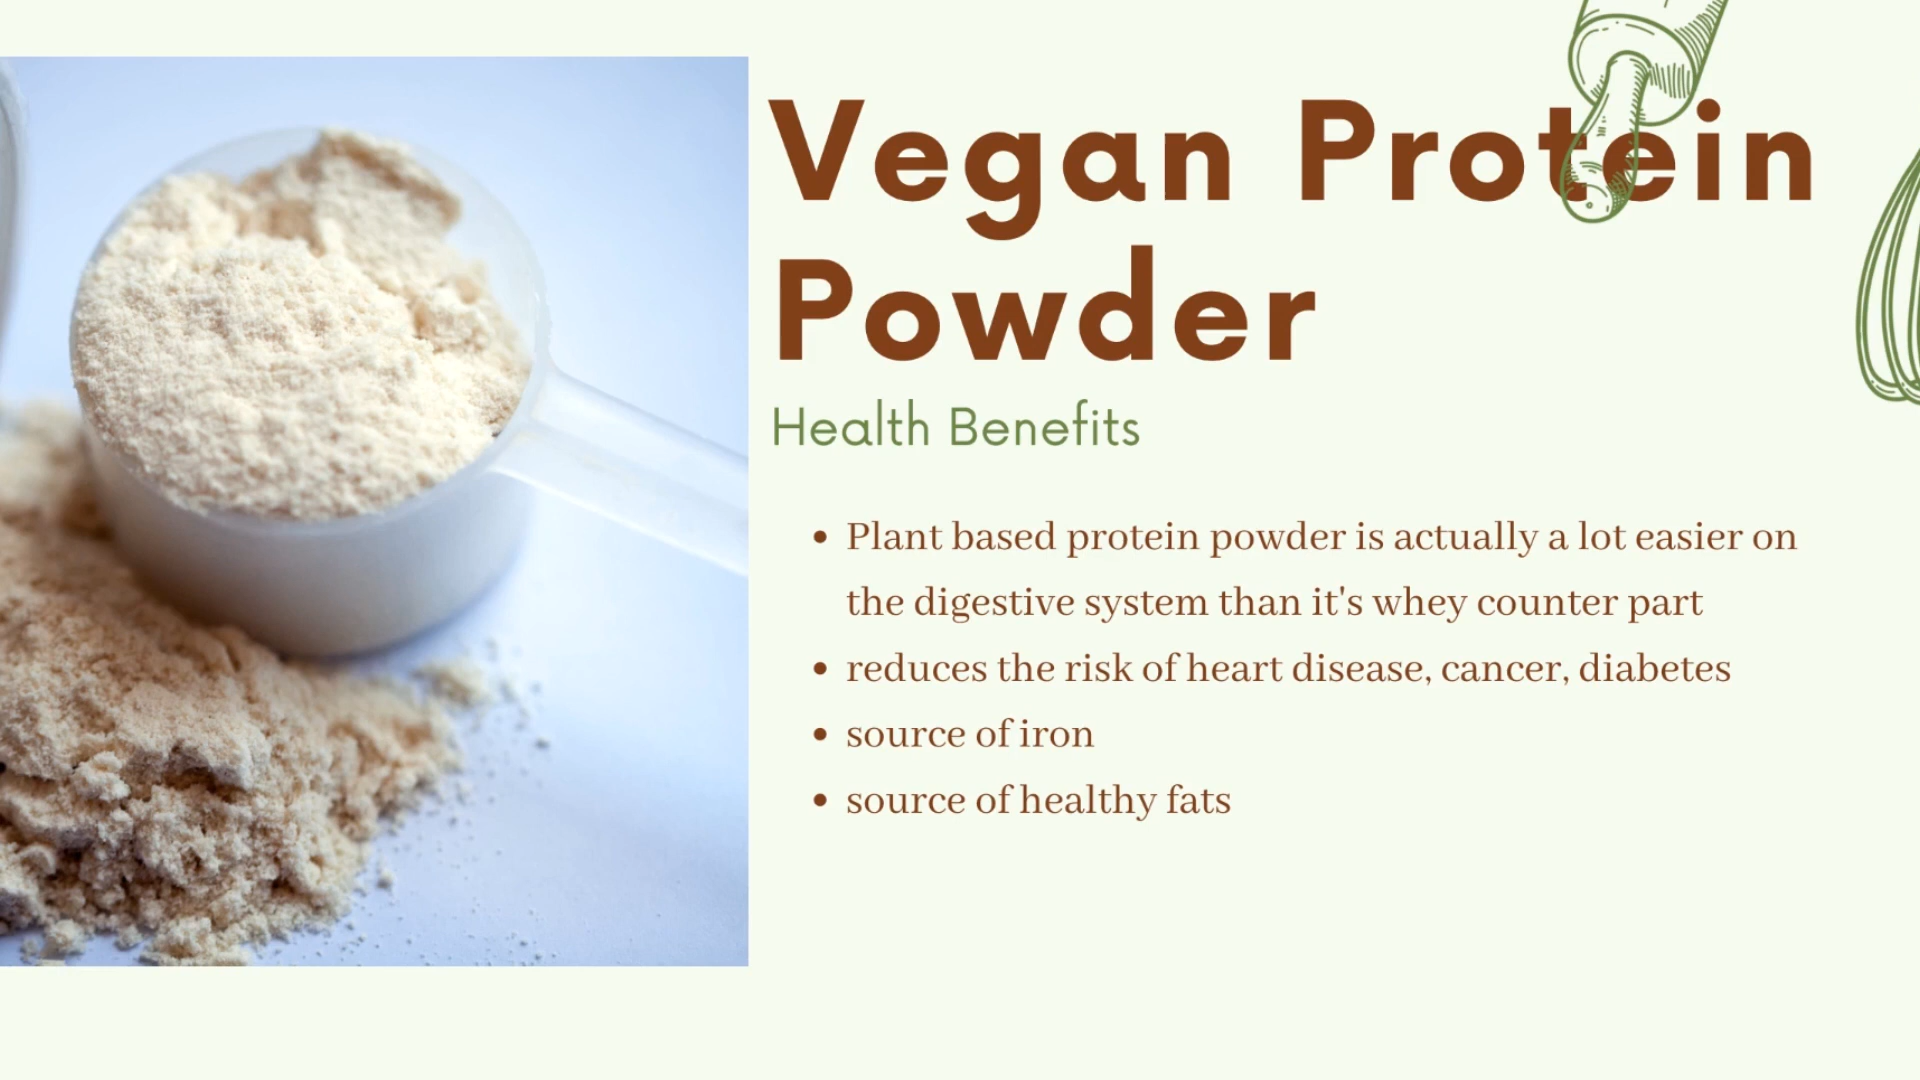 Vegan Protein
Powder
Health Benefits
• Plant based protein powder is actually a lot easier on
the digestive system than it's whey counter part
• reduces the risk of heart disease, cancer, diabetes
• source of iron
• source of healthy fats